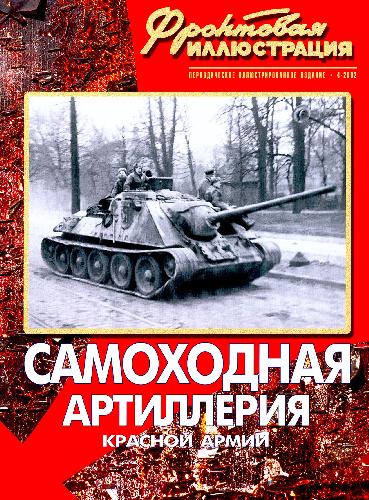 Фронтовая
ИЛЛЮСТРАЦИЯ
ПЕРИОДИЧЕСКОЕ ИЛЛЮСТРИРОВАННОЕ ИЗДАНИЕ • 4-2002
САМОХОДНАЯ
АРТИЛЛЕРИЯ
КРАСНОЙ АРМИИ